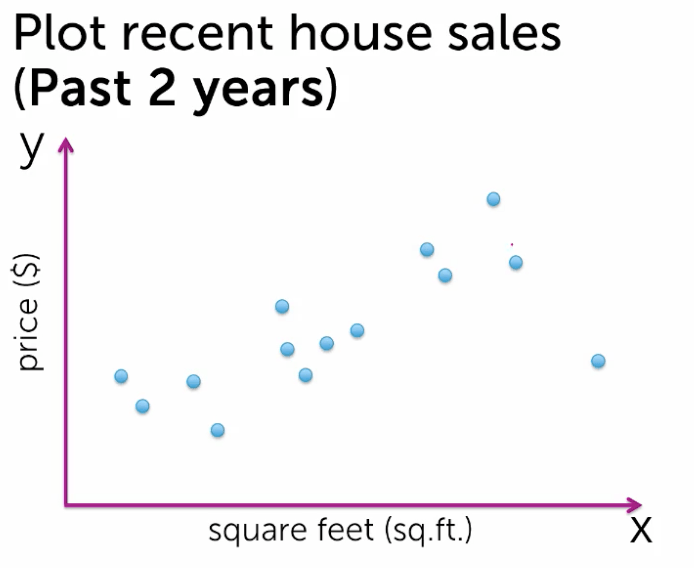 Plot recent house sales
(Past 2 years)
y
price ($)
square feet (sq.ft.)
x